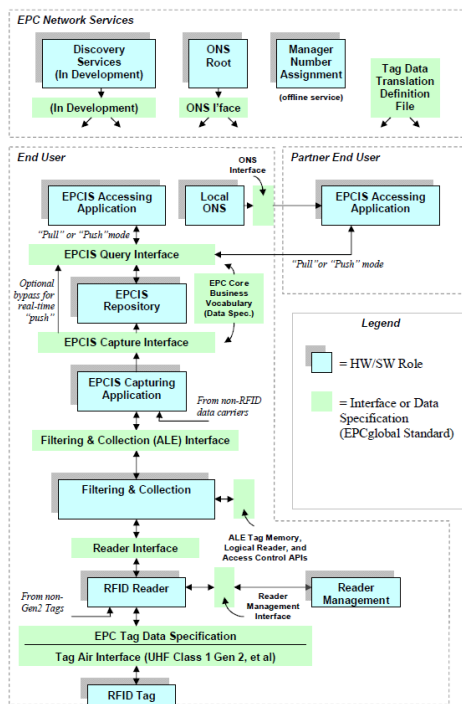 EPC Network Services
Discovery
Services
(In Development)
ONS
Root
Manager
Number
Assignment
(offline service)
Tag Data
Translation
Definition
File
(In Development)
ONS I'face
End User
ONS
Interface
Partner End User
EPCIS Accessing
Application
Local
ONS
EPCIS Accessing
Application
"Pull" or "Push"mode
EPCIS Query Interface
"Pull"or "Push" mode
Optional
bypass for
real-time
"push"
EPCIS
Repository
EPC Core
Business
Vocabulary
(Data Spec.)
EPCIS Capture Interface
Legend
= HW/SW Role
= Interface or Data
Specification
(EPCglobal Standard)
EPCIS Capturing
Application
From non-RFID
data carriers
Filtering & Collection (ALE) Interface
Filtering & Collection
ALE Tag Memory,
Logical Reader, and
Access Control APIs
Reader Interface
From non-
Gen2 Tags
RFID Reader
Reader
Management
Interface
Reader
Management
EPC Tag Data Specification
Tag Air Interface (UHF Class 1 Gen 2, et al)
RFID Tag